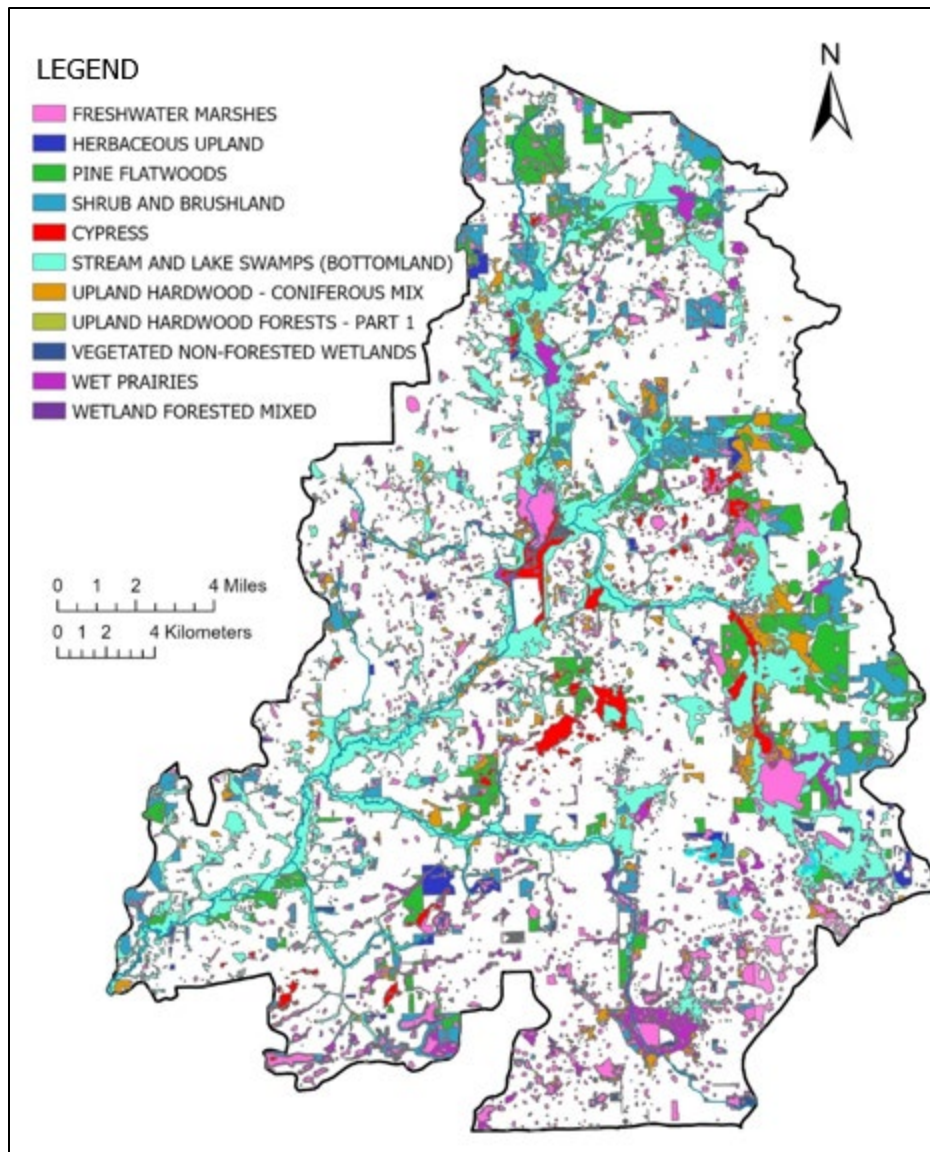 N
LEGEND
FRESHWATER MARSHES
HERBACEOUS UPLAND
PINE FLATWOODS
SHRUB AND BRUSHLAND
CYPRESS
STREAM AND LAKE SWAMPS (BOTTOMLAND)
UPLAND HARDWOOD - CONIFEROUS MIX
UPLAND HARDWOOD FORESTS - PART 1
VEGETATED NON-FORESTED WETLANDS
WET PRAIRIES
WETLAND FORESTED MIXED
0 1 2 4 Miles
0 1 2 4 Kilometers